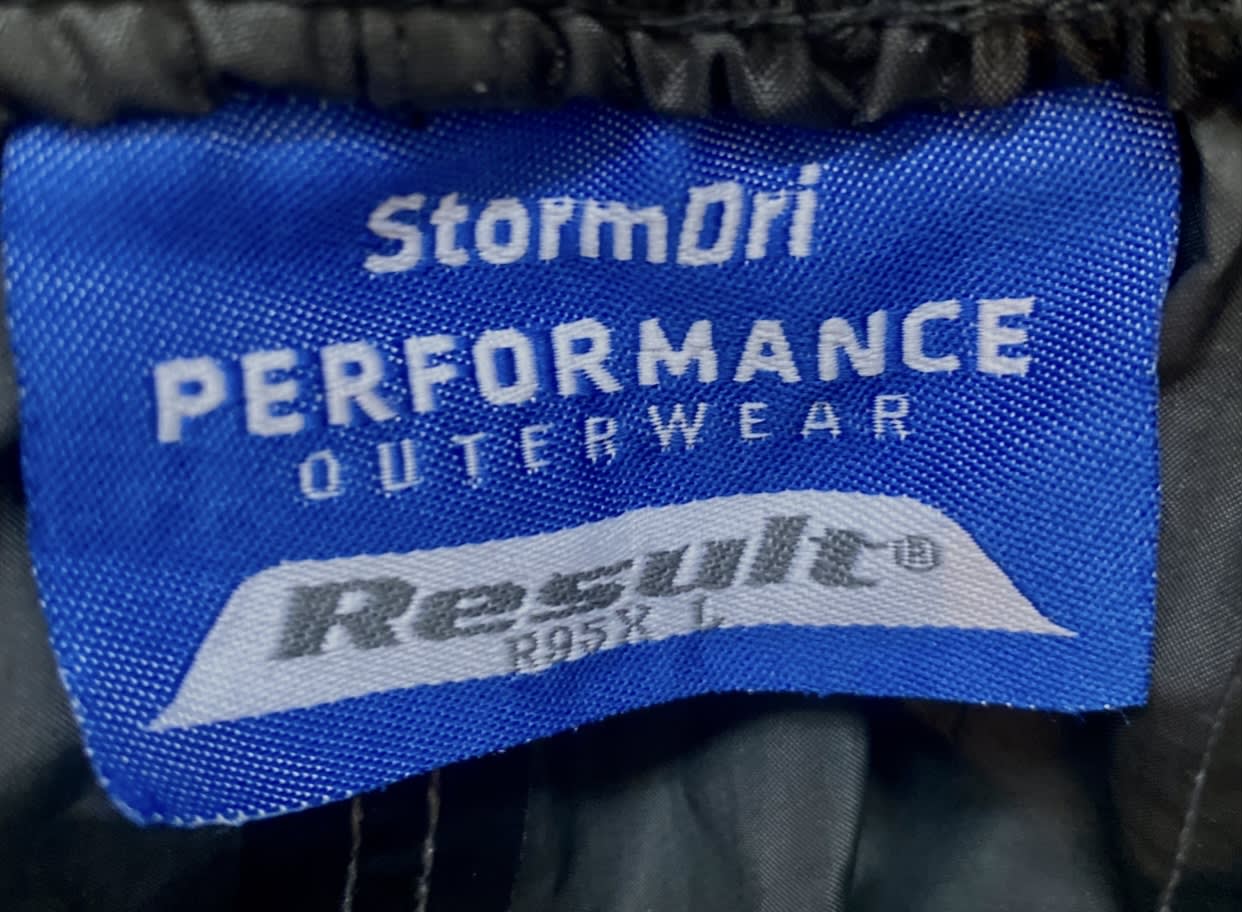 StormDri
PERFORMANCE
OUTERWEAR
Result®
R95X L